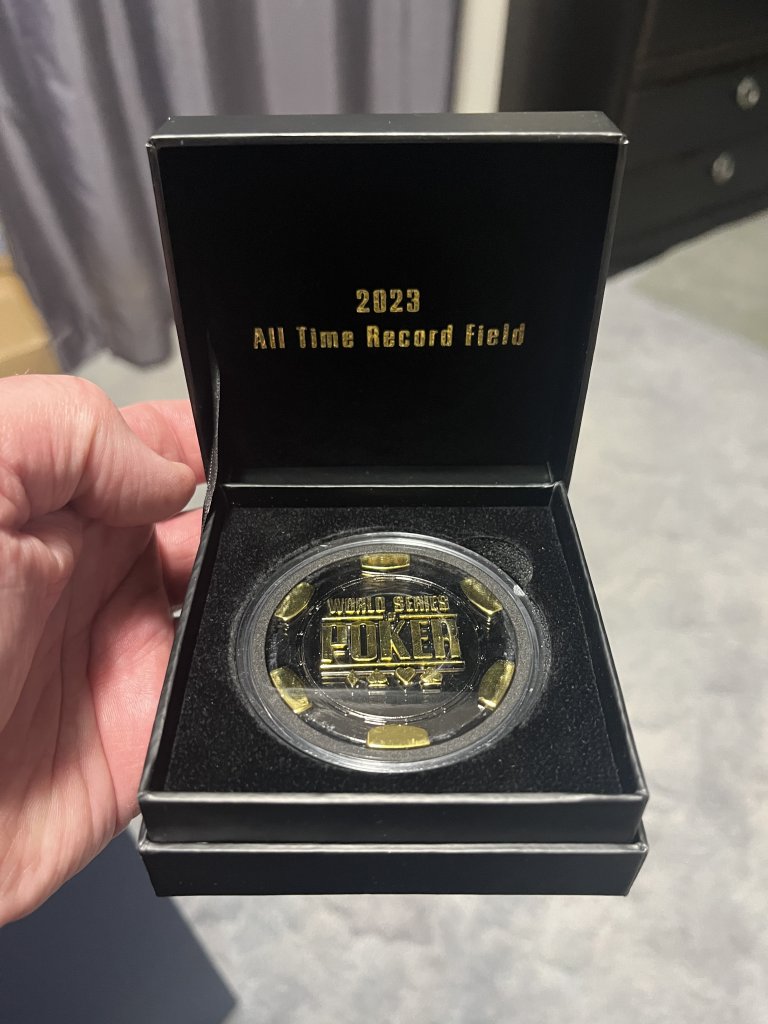 2023
All Time Record Field
WORLD SERIES
POKER